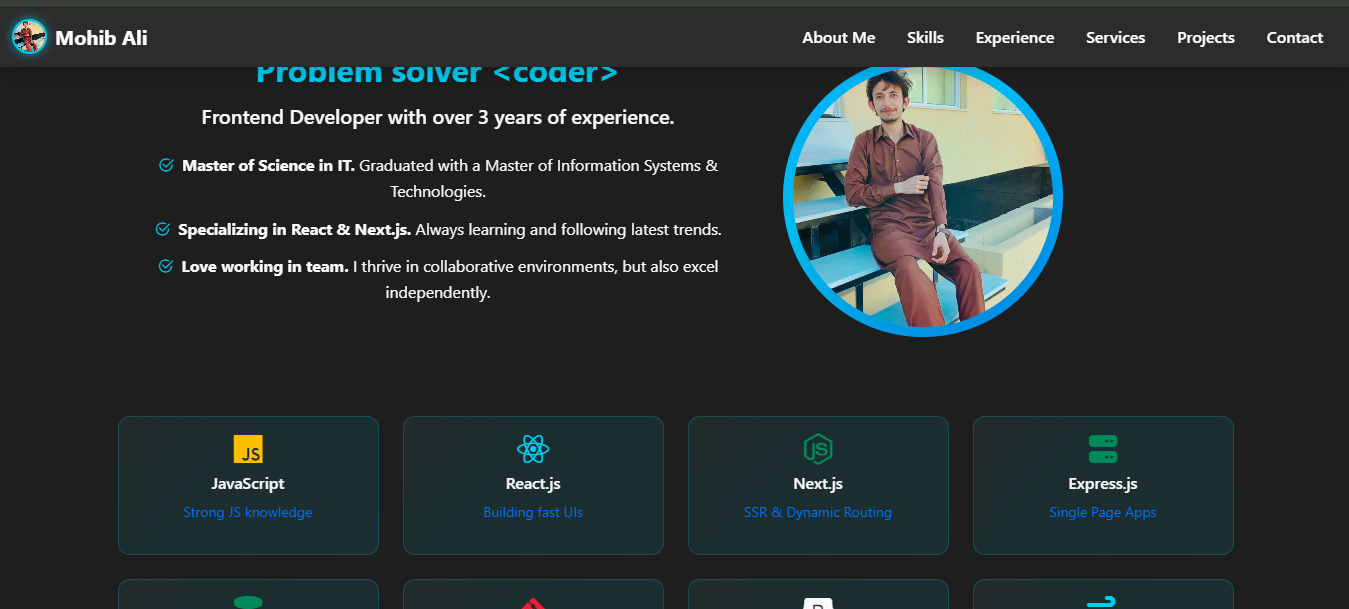 Mohib Ali
About Me
Skills
Experience
Services
Projects
Contact
Problem solver <coder>
Frontend Developer with over 3 years of experience.
Master of Science in IT. Graduated with a Master of Information Systems &
Technologies.
Specializing in React & Next.js. Always learning and following latest trends.
Love working in team. I thrive in collaborative environments, but also excel
independently.
JS
JavaScript
Strong JS knowledge
React.js
Building fast UIs
JS
Next.js
SSR & Dynamic Routing
Express.js
Single Page Apps